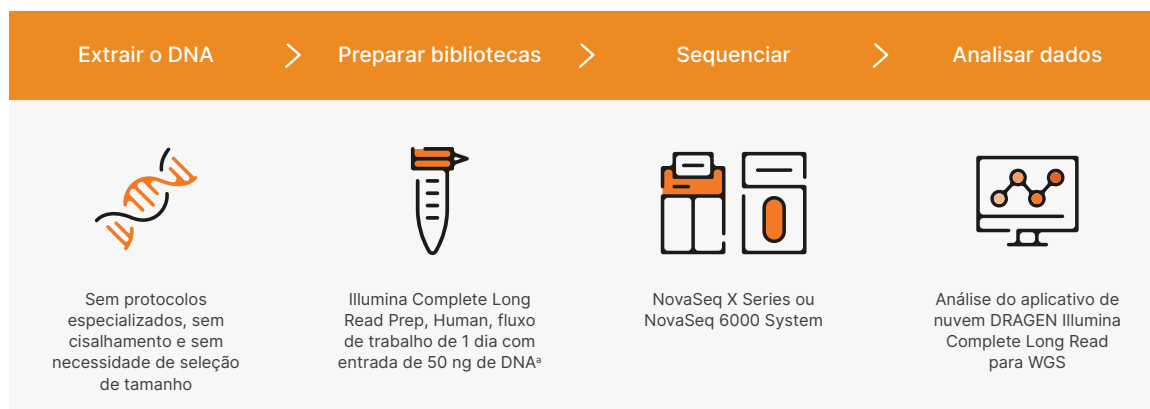 Extrair o DNA
Preparar bibliotecas
Sequenciar
Analisar dados
Sem protocolos
especializados, sem
cisalhamento e sem
necessidade de seleção
de tamanho
Illumina Complete Long
Read Prep, Human, fluxo
de trabalho de 1 dia com
entrada de 50 ng de DNAᵃ
NovaSeq X Series ou
NovaSeq 6000 System
Análise do aplicativo de
nuvem DRAGEN Illumina
Complete Long Read
para WGS